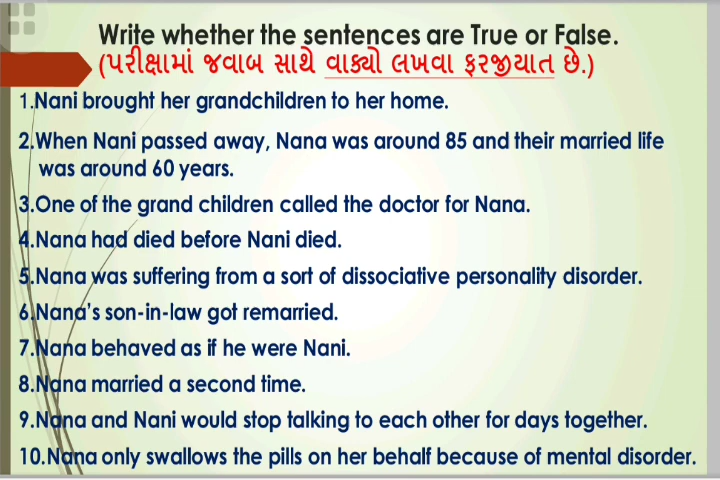 Write whether the sentences are True or False.
(પરીક્ષામાં જવાબ સાથે વાક્યો લખવા ફરજીયાત છે.)
1.Nani brought her grandchildren to her home.
2.When Nani passed away, Nana was around 85 and their married life
was around 60 years.
3.One of the grand children called the doctor for Nana.
4.Nana had died before Nani died.
5.Nana was suffering from a sort of dissociative personality disorder.
6.Nana's son-in-law got remarried.
7.Nana behaved as if he were Nani.
8.Nana married a second time.
9.Nana and Nani would stop talking to each other for days together.
10.Nana only swallows the pills on her behalf because of mental disorder.